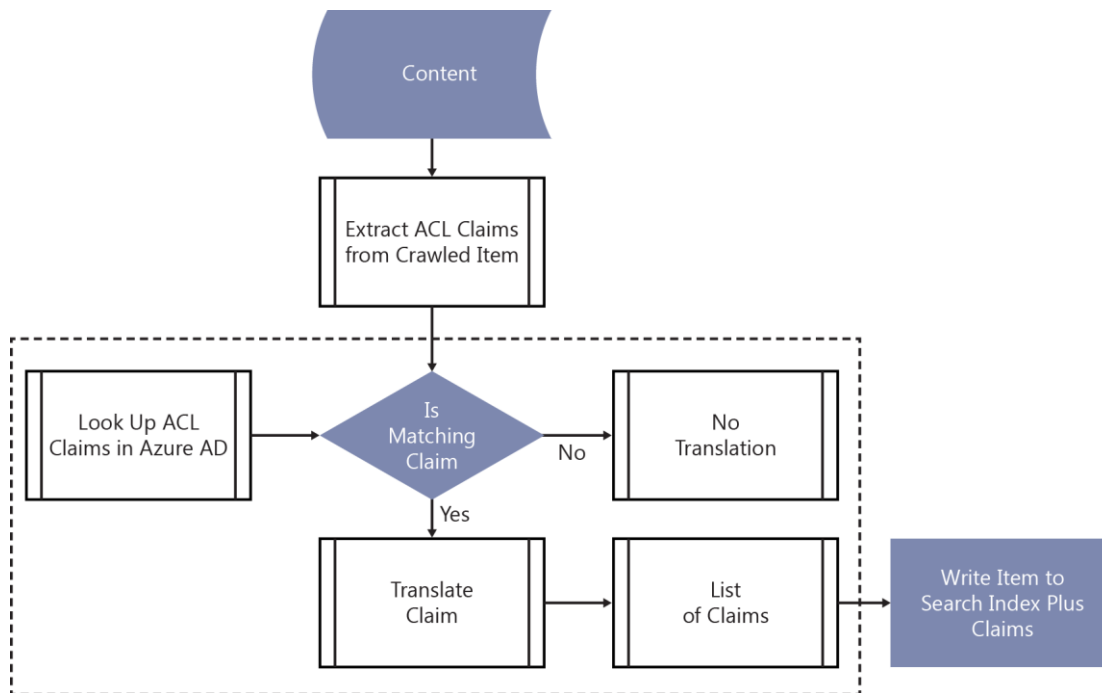 Content
Extract ACL Claims
from Crawled Item
Look Up ACL
Claims in Azure AD
Is
Matching
Claim
No
No
Translation
Yes
Translate
Claim
List
of Claims
Write Item to
Search Index Plus
Claims